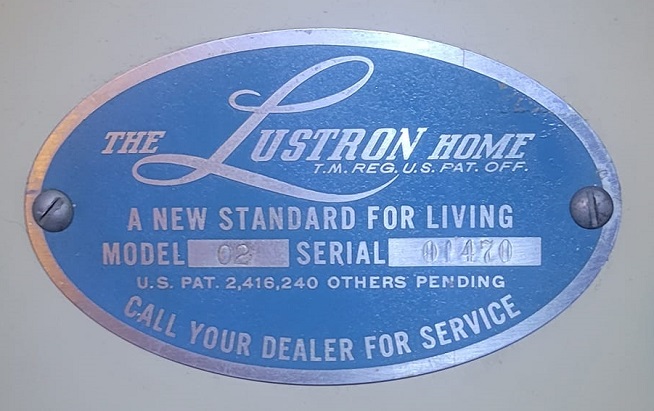 THE LUSTRON HOME
T.M. REG. U.S. PAT. OFF.
A NEW STANDARD FOR LIVING
MODEL 02 SERIAL 01470
U.S. PAT. 2,416,240 OTHERS PENDING
CALL YOUR DEALER FOR SERVICE